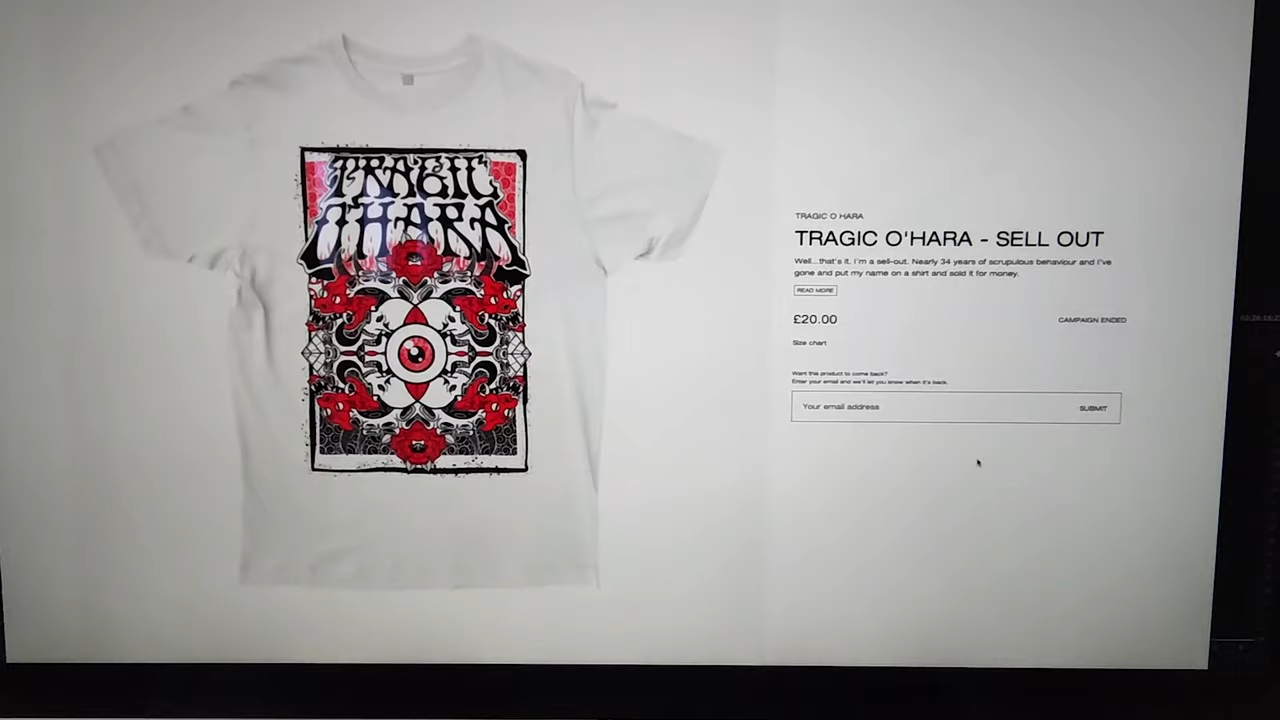 TRAGIC
O'HARA
TRAGIC O HARA
TRAGIC O'HARA - SELL OUT
Well...that's it. I'm a sell-out. Nearly 34 years of scrupulous behaviour and I've
gone and put my name on a shirt and sold it for money.
READ MORE
£20.00
CAMPAIGN ENDED
Size chart
Want this product to come back?
Enter your email and we'll let you know when it's back.
Your email address
SUBMIT